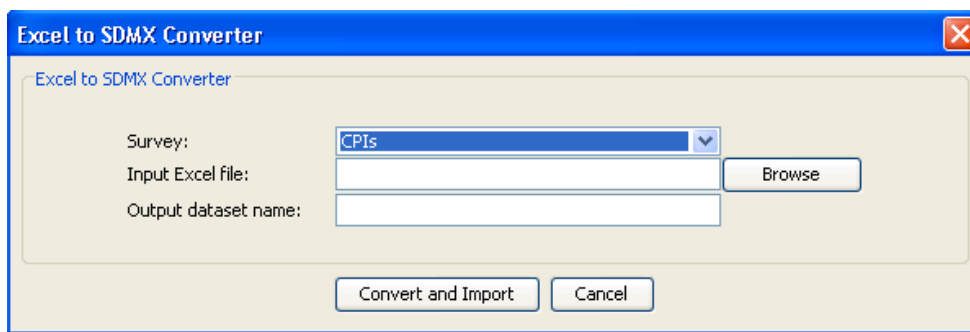 Excel to SDMX Converter
Excel to SDMX Converter
Survey: CPIs
Input Excel file: Browse
Output dataset name:
Convert and Import Cancel